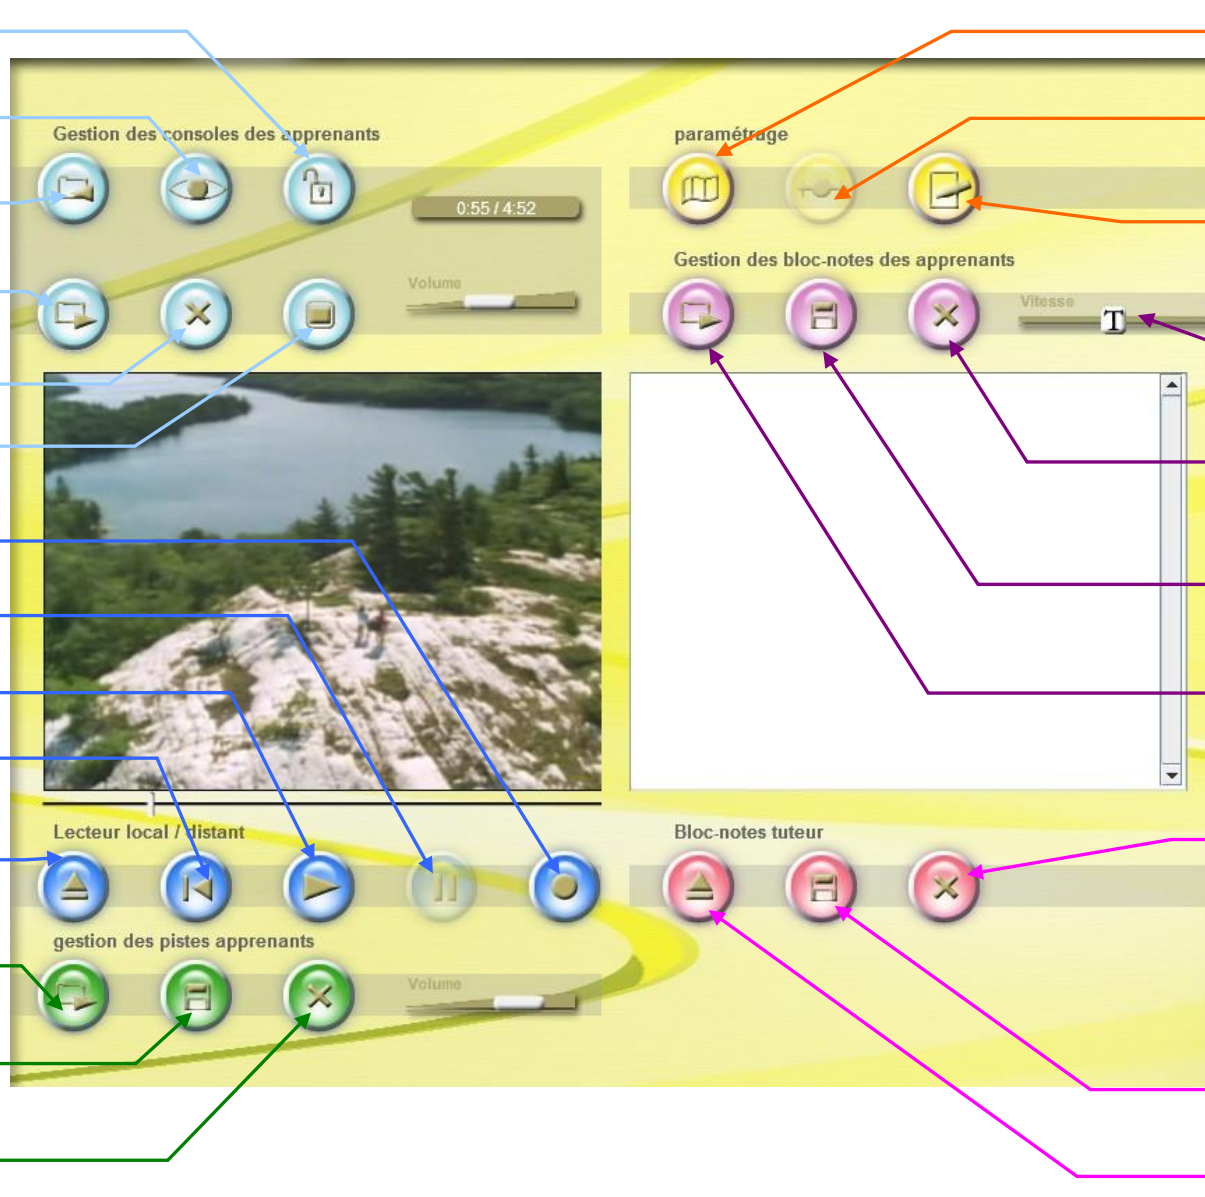 Gestion des consoles des apprenants
paramétrage
0:55 / 4:52
Gestion des bloc-notes des apprenants
Volume
Vitesse
T
Lecteur local / distant
Bloc-notes tuteur
gestion des pistes apprenants
Volume